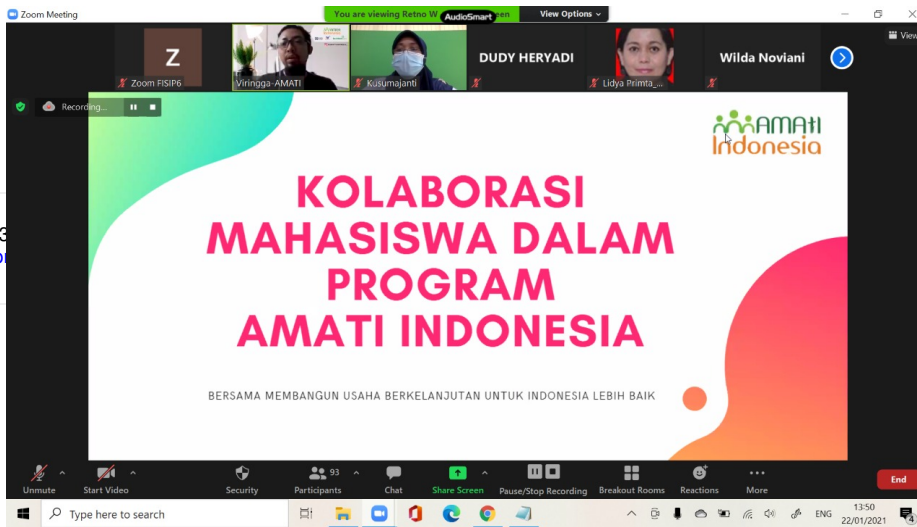 Zoom Meeting
You are viewing Retno W
AudioSmart
een
View Options
View
Z
Zoom FISIP6
Viringga-AMATI
Kusumajanti
DUDY HERYADI
Lidya Primta_...
Wilda Noviani
Recording...
AMATI
Indonesia
KOLABORASI
MAHASISWA DALAM
PROGRAM
AMATI INDONESIA
BERSAMA MEMBANGUN USAHA BERKELANJUTAN UNTUK INDONESIA LEBIH BAIK
Unmute
Start Video
Security
93
Participants
Chat
Share Screen
Pause/Stop Recording
Breakout Rooms
Reactions
More
End
Type here to search
ENG
13:50
22/01/2021
4